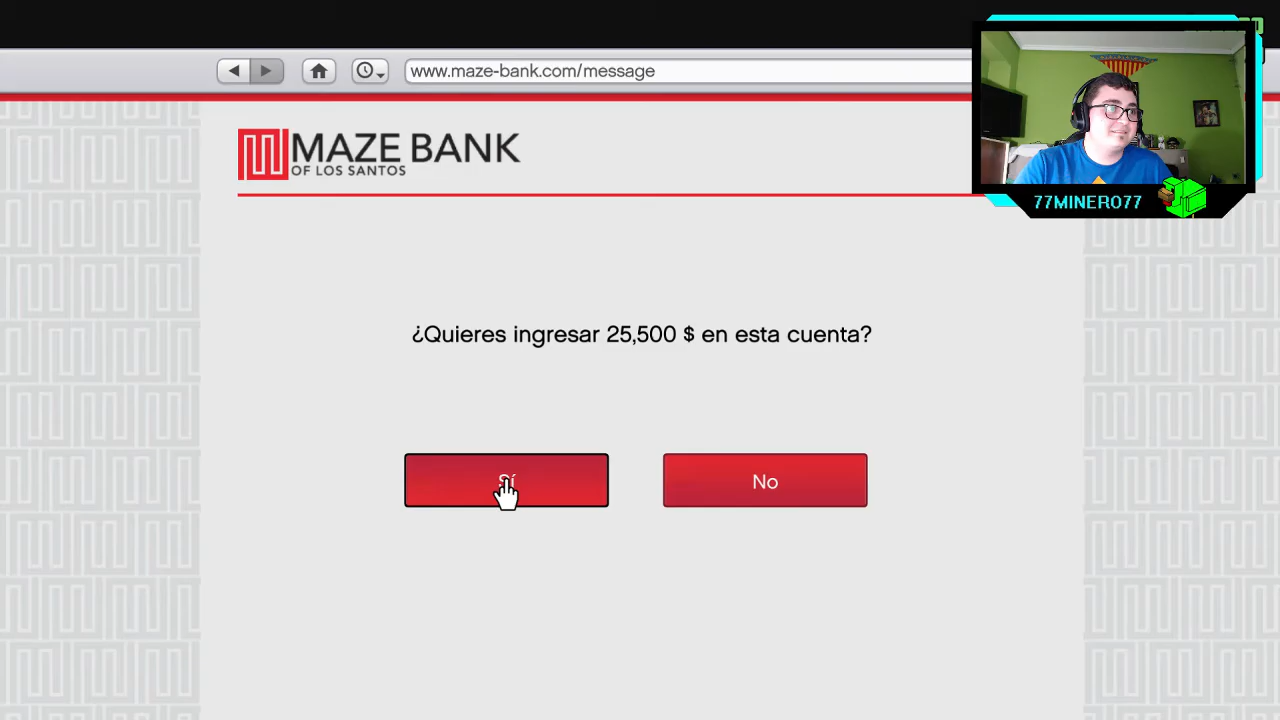 www.maze-bank.com/message
MAZE BANK
OF LOS SANTOS
77MINERO77
¿Quieres ingresar 25,500 $ en esta cuenta?
Sí
No